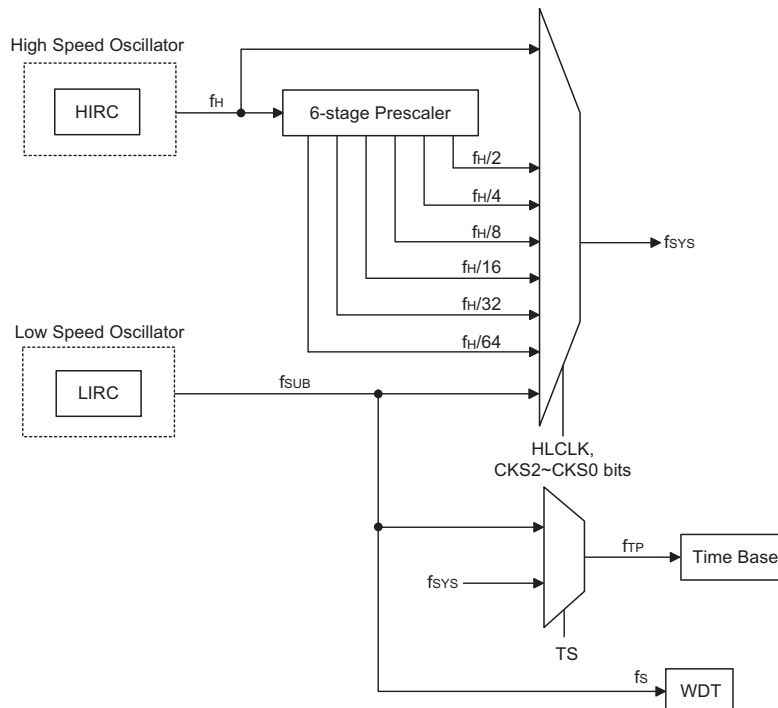 High Speed Oscillator
HIRC
fH
6-stage Prescaler
fH/2
fH/4
fH/8
fH/16
fH/32
fH/64
fSYS
Low Speed Oscillator
LIRC
fSUB
HLCLK,
CKS2~CKS0 bits
fSYS
fTP
Time Base
TS
fS
WDT